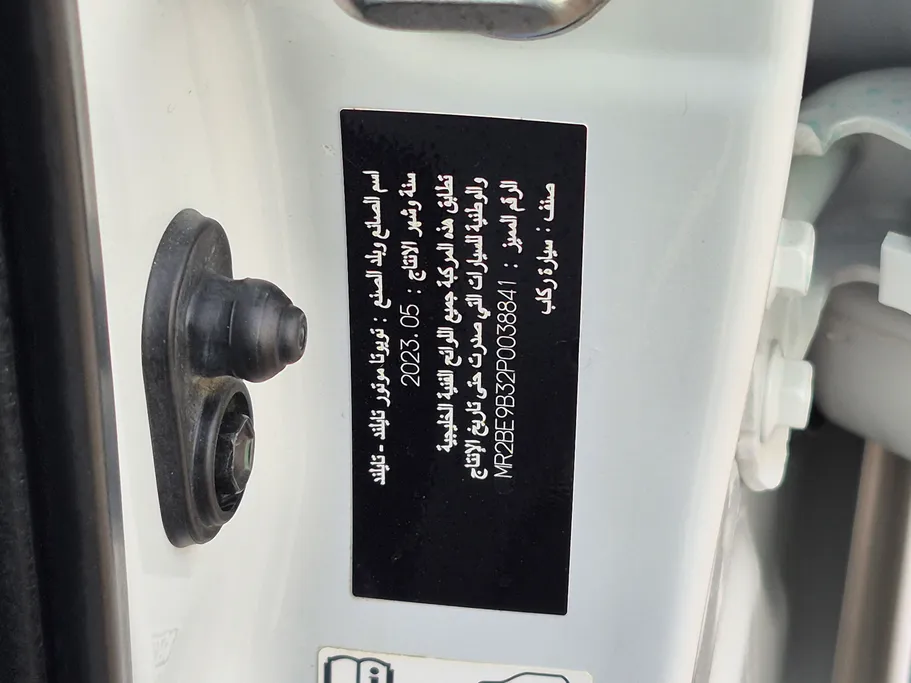 اسم الصانع وبلد الصنع : تويوتا موتور تايلند - تايلند
سنة وشهر الانتاج : 2023.05
تطابق هذه المركبة جميع اللوائح الفنية الخليجية
والوطنية للسيارات التي صدرت حتى تاريخ الإنتاج
الرقم المميز : MR2BE9B32P0038841
صنف : سيارة ركاب